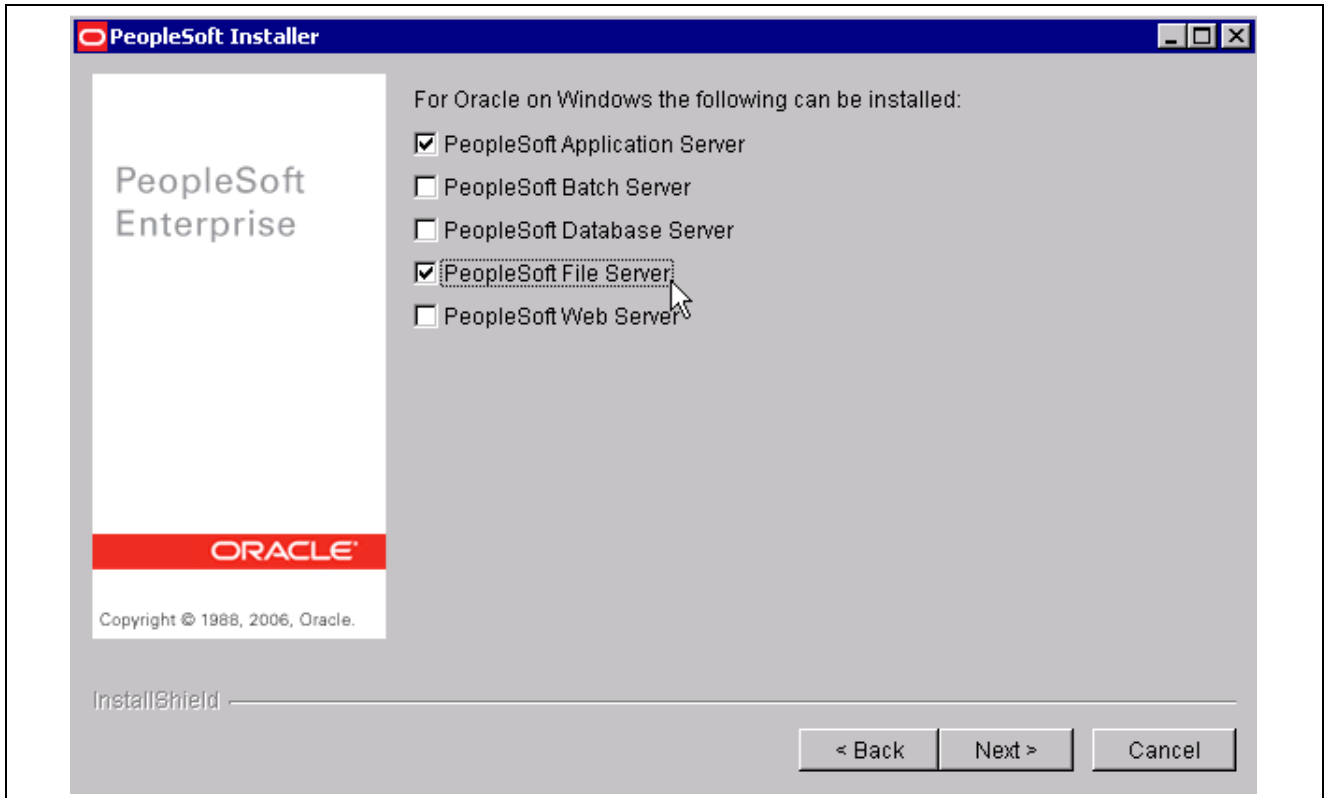 PeopleSoft Installer
For Oracle on Windows the following can be installed:
PeopleSoft Application Server
PeopleSoft Batch Server
PeopleSoft Database Server
PeopleSoft File Server
PeopleSoft Web Server
PeopleSoft
Enterprise
ORACLE
Copyright © 1988, 2006, Oracle.
InstallShield
< Back
Next >
Cancel